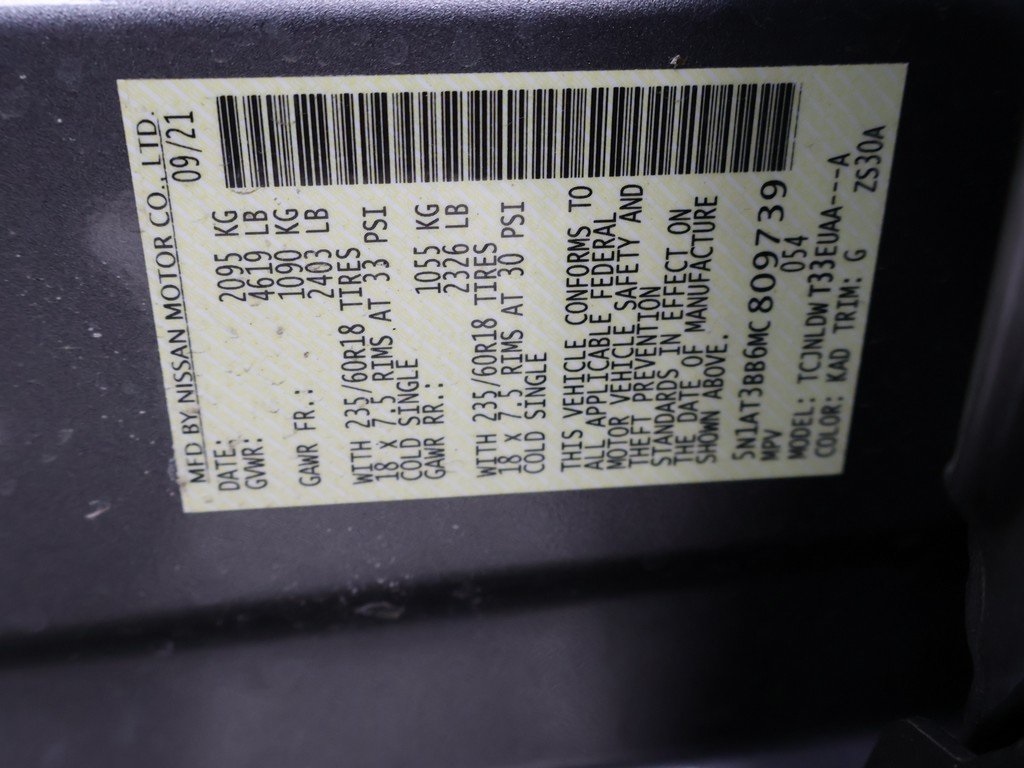 MFD BY NISSAN MOTOR CO., LTD.
DATE: 09/21
GVWR: 2095 KG
4619 LB
GAWR FR.: 1090 KG
2403 LB
WITH 235/60R18 TIRES
18 X 7.5 RIMS AT 33 PSI
COLD SINGLE
GAWR RR.: 1055 KG
2326 LB
WITH 235/60R18 TIRES
18 X 7.5 RIMS AT 30 PSI
COLD SINGLE
THIS VEHICLE CONFORMS TO
ALL APPLICABLE FEDERAL
MOTOR VEHICLE SAFETY AND
THEFT PREVENTION
STANDARDS IN EFFECT ON
THE DATE OF MANUFACTURE
SHOWN ABOVE.
5N1AT3BB6MC809739
MPV 054
MODEL: TCJNLDWT33EUAA---A
COLOR: KAD TRIM: G ZS30A